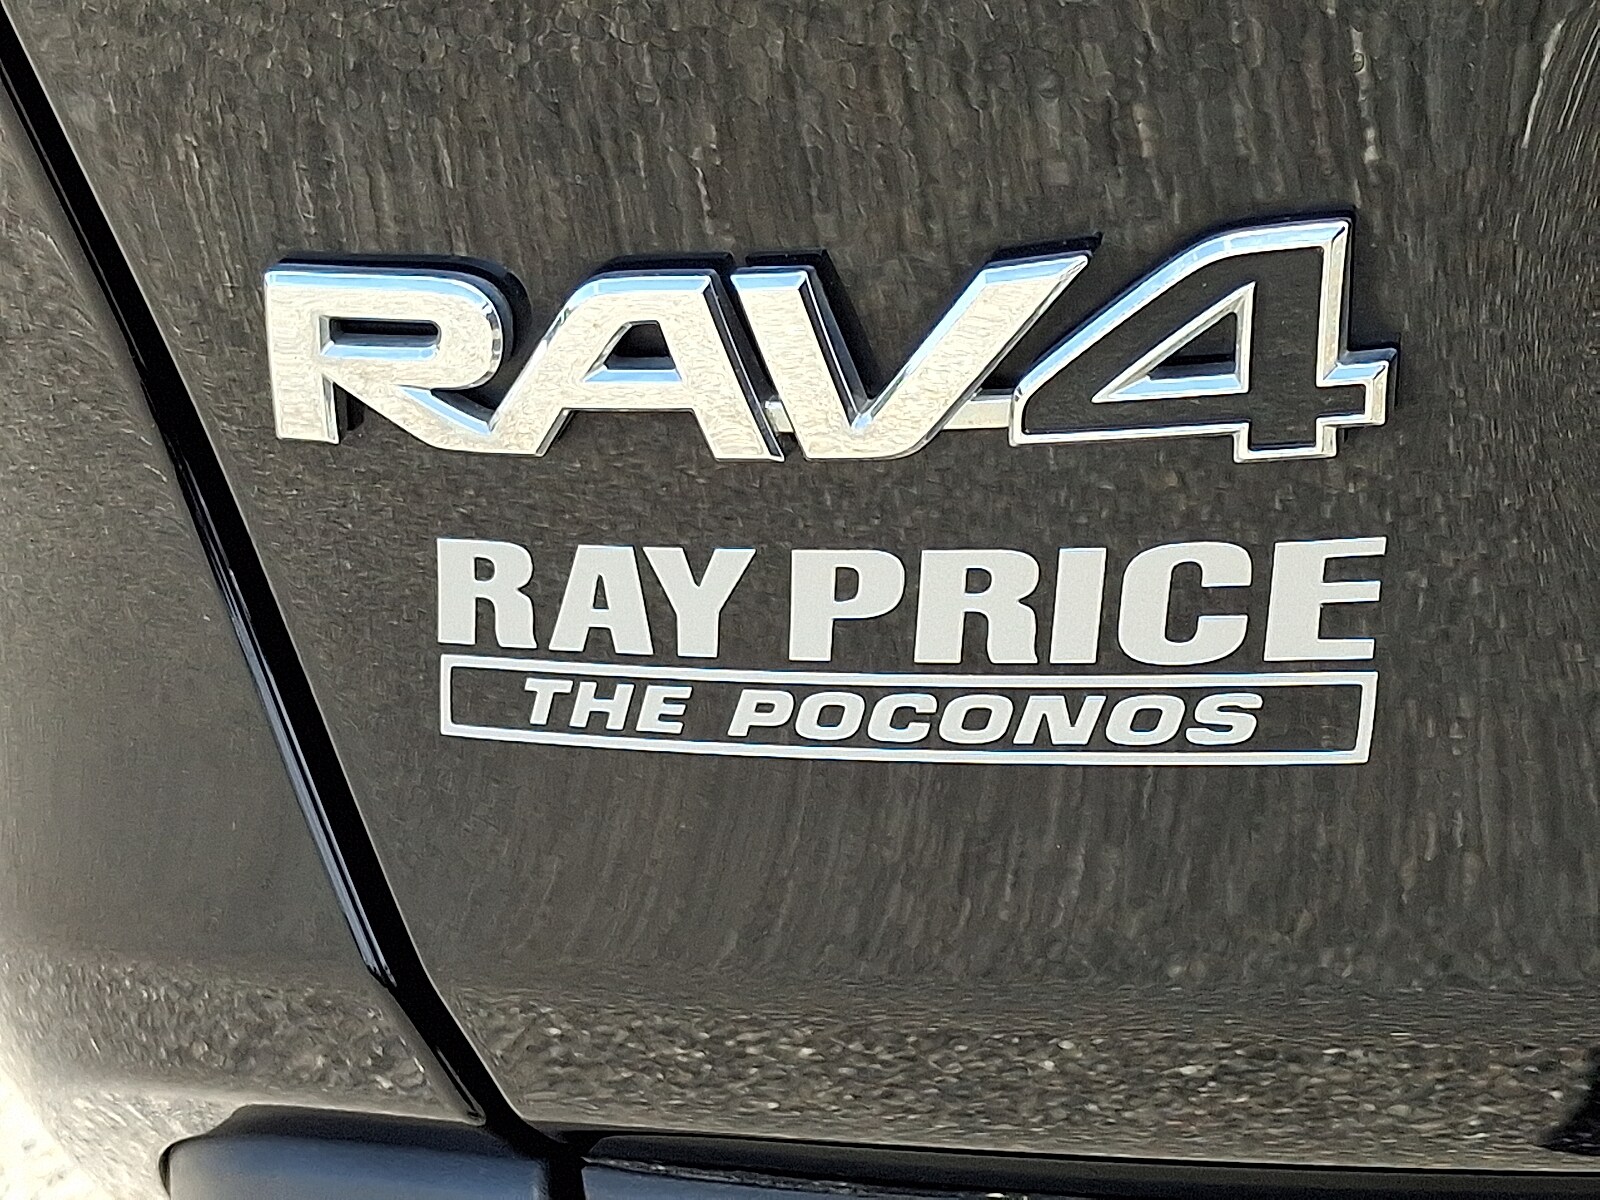 RAV4
RAY PRICE
THE POCONOS